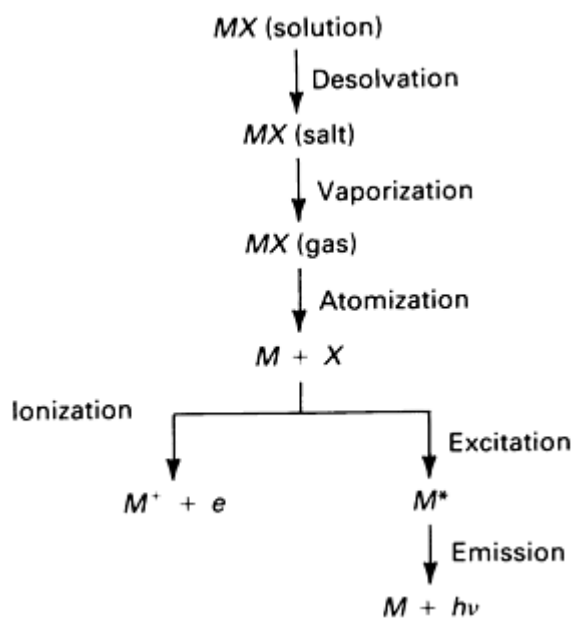 MX (solution)
Desolvation
MX (salt)
Vaporization
MX (gas)
Atomization
M + X
Ionization
Excitation
M⁺ + e
M*
Emission
M + hν